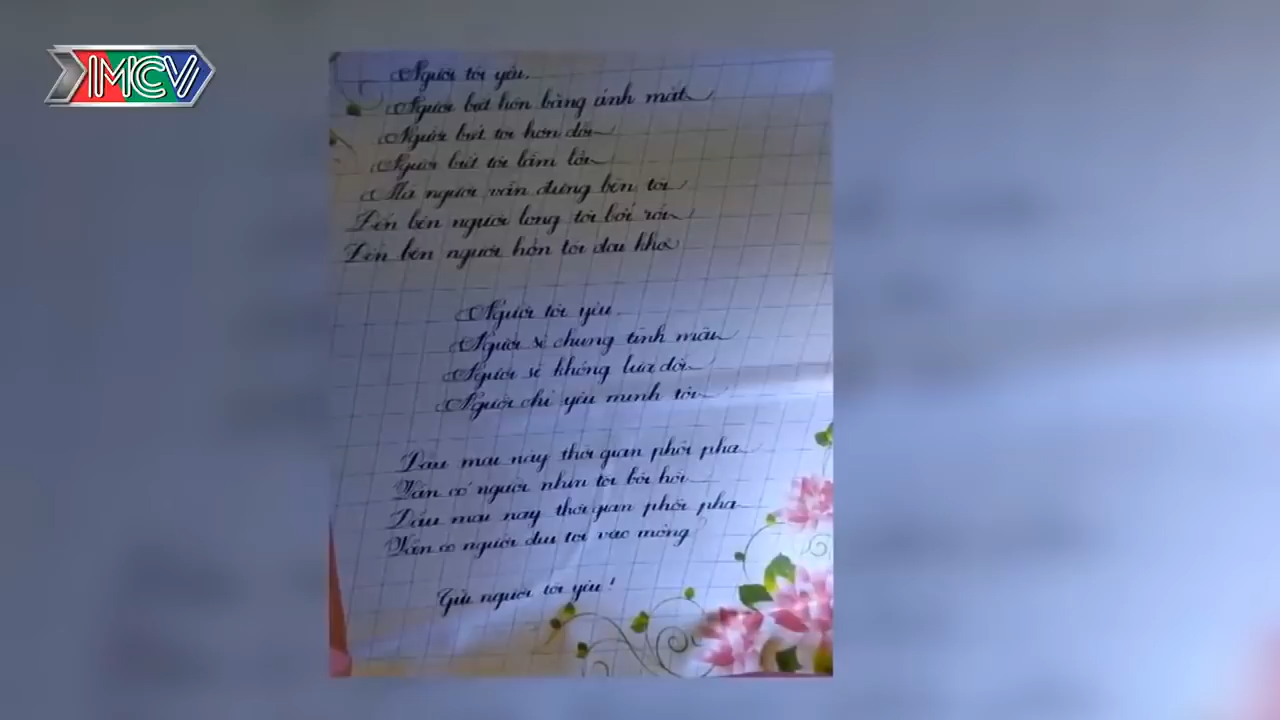 MCV
Người tôi yêu,
Người biết hôn bằng ánh mắt
Người biết tôi hờn dỗi
Người biết tôi lầm lỗi
Mà người vẫn đứng bên tôi
Đến bên người lòng tôi bối rối
Đến bên người hồn tôi đau khổ
Người tôi yêu,
Người sẽ chung tình mãi
Người sẽ không lừa dối
Người chỉ yêu mình tôi
Dẫu mai này thời gian phôi pha
Vẫn có người nhìn tôi bồi hồi
Dẫu mai này thời gian phôi pha
Vẫn có người đưa tôi vào mộng
Gửi người tôi yêu!